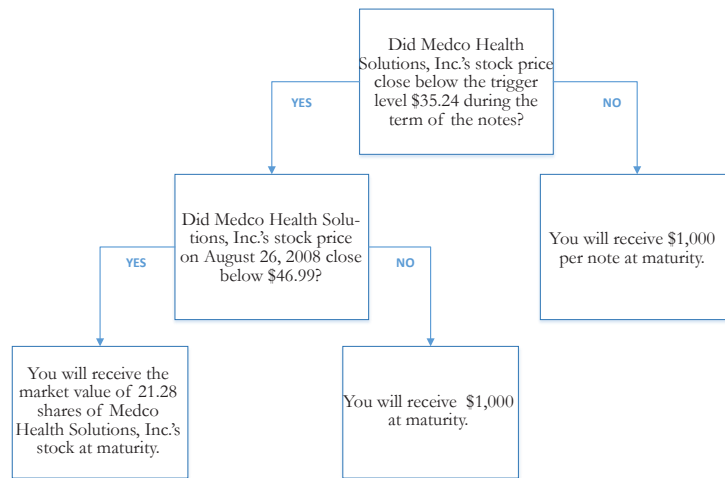 Did Medco Health
Solutions, Inc.'s stock price
close below the trigger
level $35.24 during the
term of the notes?
YES
NO
Did Medco Health Solu-
tions, Inc.'s stock price
on August 26, 2008 close
below $46.99?
You will receive $1,000
per note at maturity.
YES
NO
You will receive the
market value of 21.28
shares of Medco
Health Solutions, Inc.'s
stock at maturity.
You will receive $1,000
at maturity.